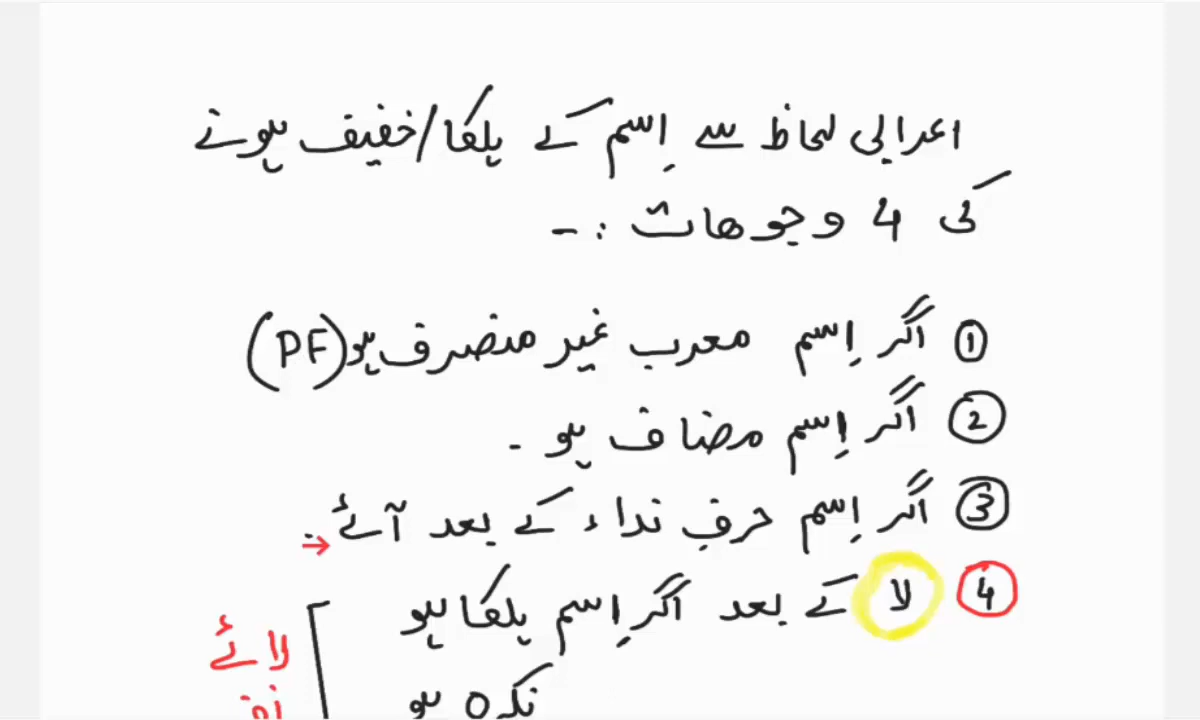 اعرابی لحاظ سے اِسم کے ہلکا/خفیف ہونے
کی 4 وجوھات :-
① اگر اِسم معرب غیر منصرف ہو (PF)
② اگر اِسم مضاف ہو -
③ اگر اِسم حرفِ نداء کے بعد آئے -
→
④ لا کے بعد اگر اِسم ہلکا ہو
لائے
نکرہ ہو